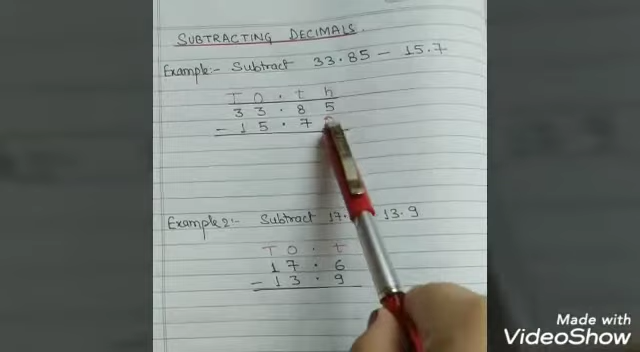 SUBTRACTING DECIMALS.
Example:- Subtract 33.85 - 15.7
T O . t h
3 3 . 8 5
- 1 5 . 7
Example 2:- Subtract 17. 13.9
T O . t
1 7 . 6
- 1 3 . 9
Made with
VideoShow